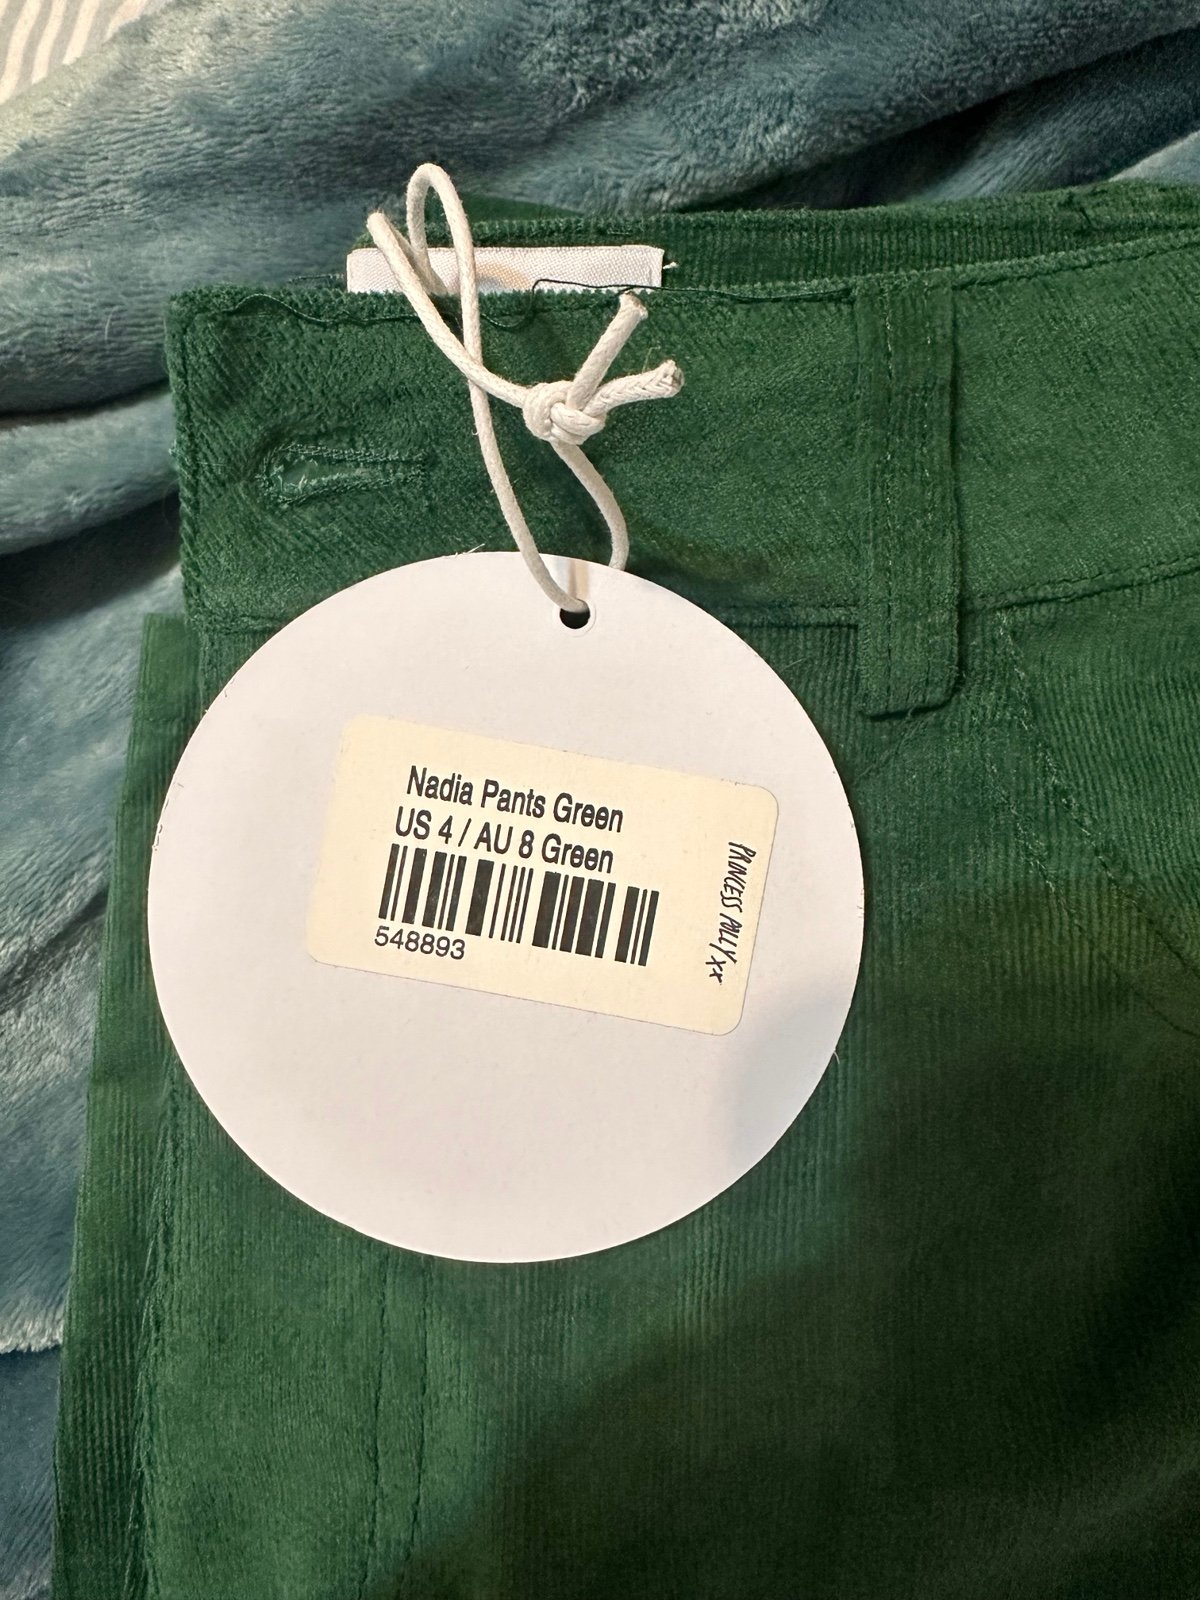 Nadia Pants Green
US 4 / AU 8 Green
548893
PRINCESS POLLY xx